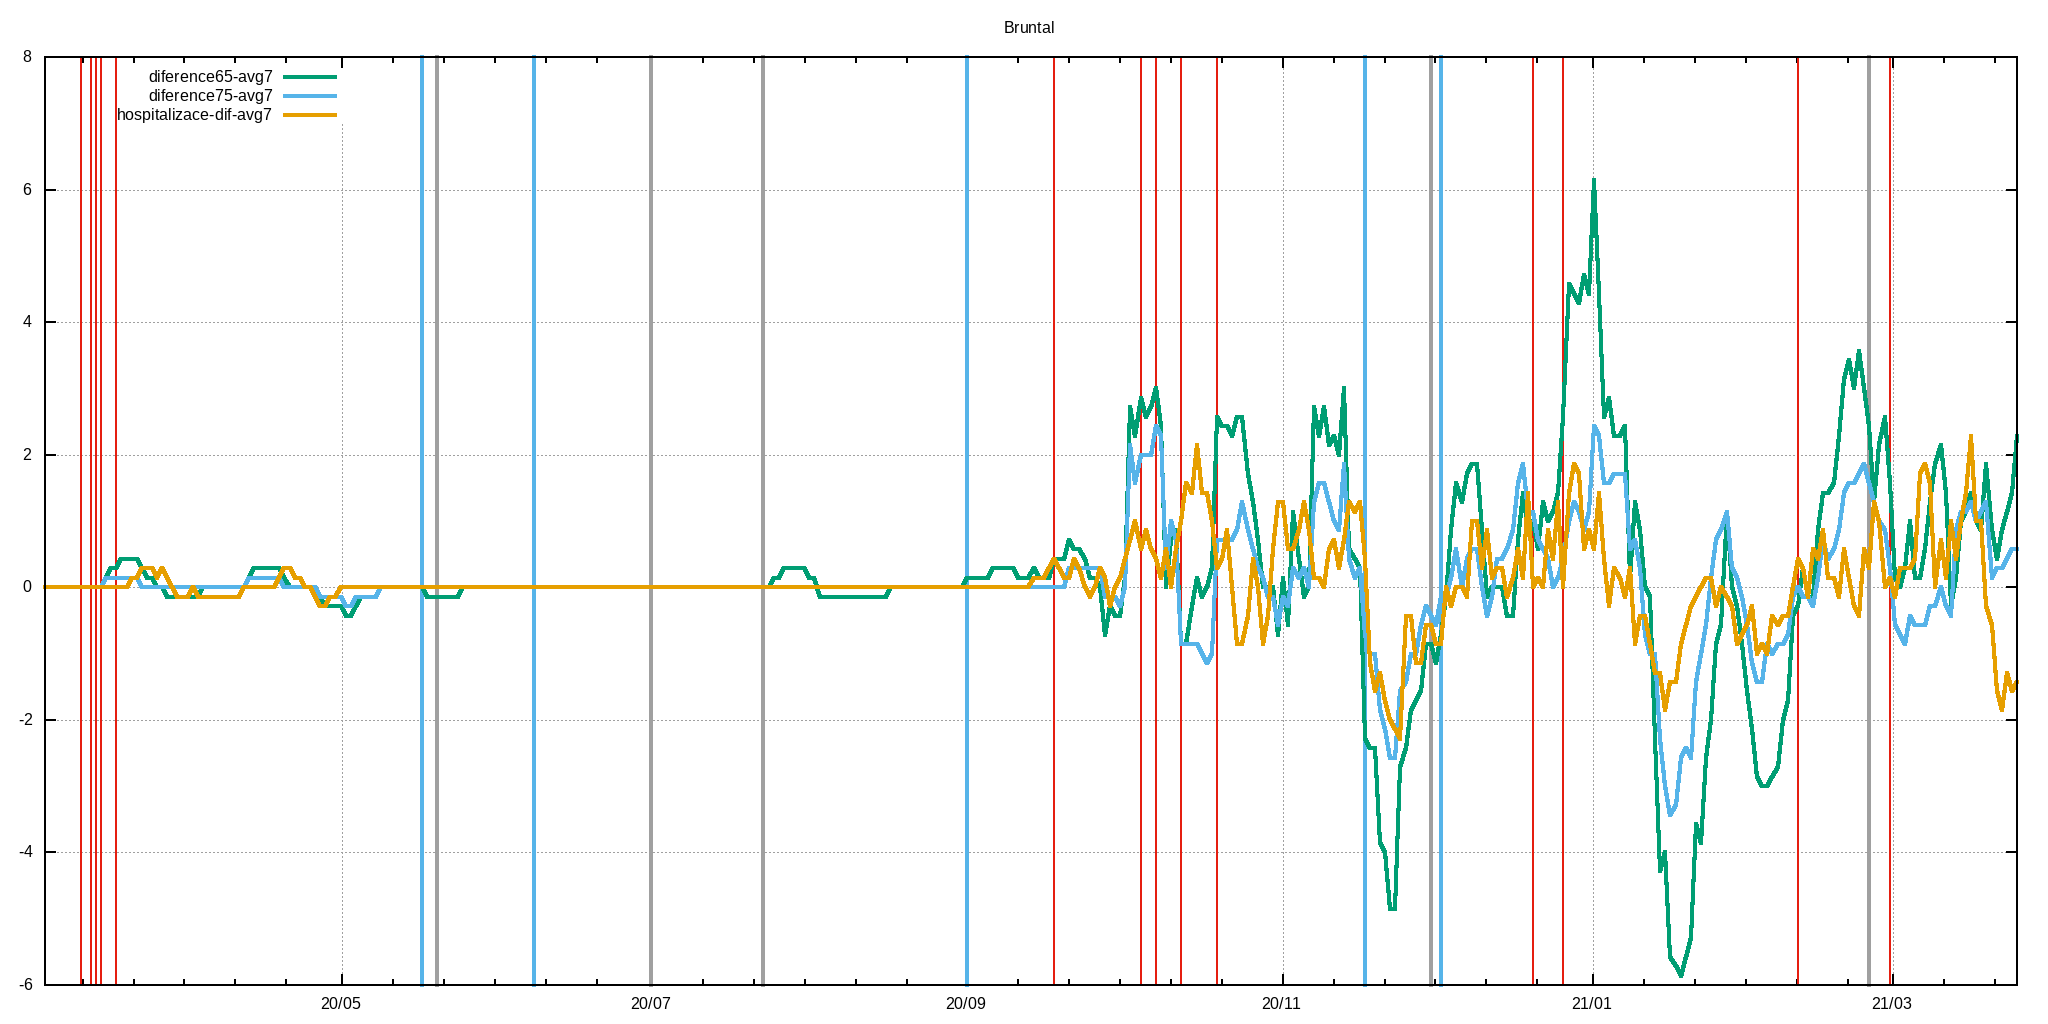 Bruntal
8
diference65-avg7
diference75-avg7
hospitalizace-dif-avg7
6
4
2
0
-2
-4
-6
20/05 20/07 20/09 20/11 21/01 21/03